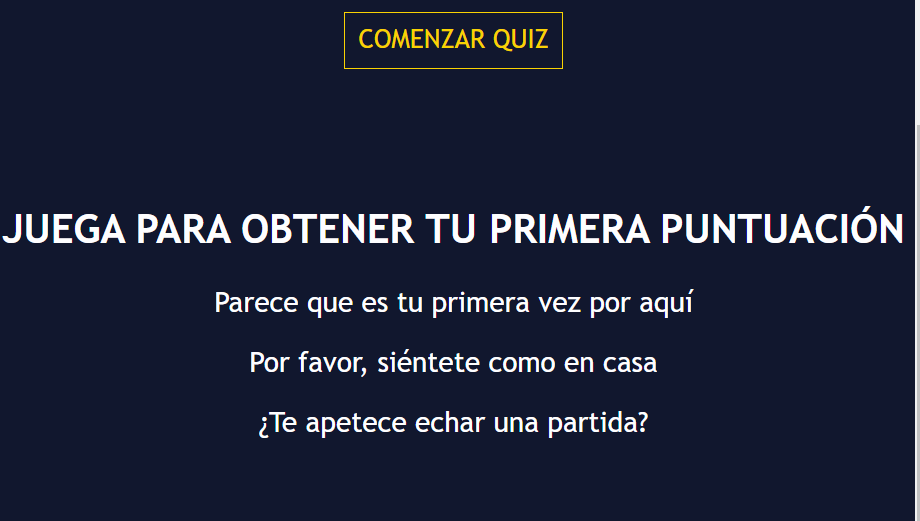 COMENZAR QUIZ
JUEGA PARA OBTENER TU PRIMERA PUNTUACIÓN
Parece que es tu primera vez por aquí
Por favor, siéntete como en casa
¿Te apetece echar una partida?